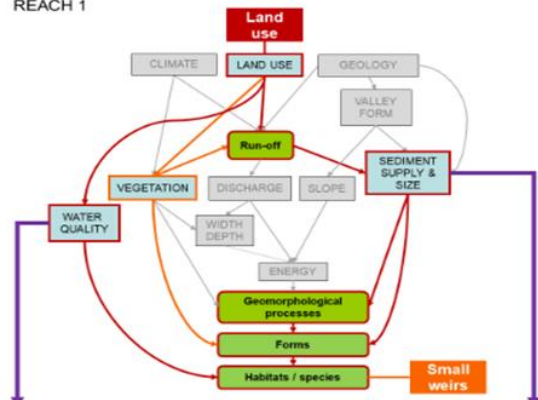 REACH 1
Land
use
CLIMATE
LAND USE
GEOLOGY
VALLEY
FORM
Run-off
SEDIMENT
SUPPLY &
SIZE
VEGETATION
DISCHARGE
SLOPE
WATER
QUALITY
WIDTH
DEPTH
ENERGY
Geomorphological
processes
Forms
Habitats / species
Small
weirs